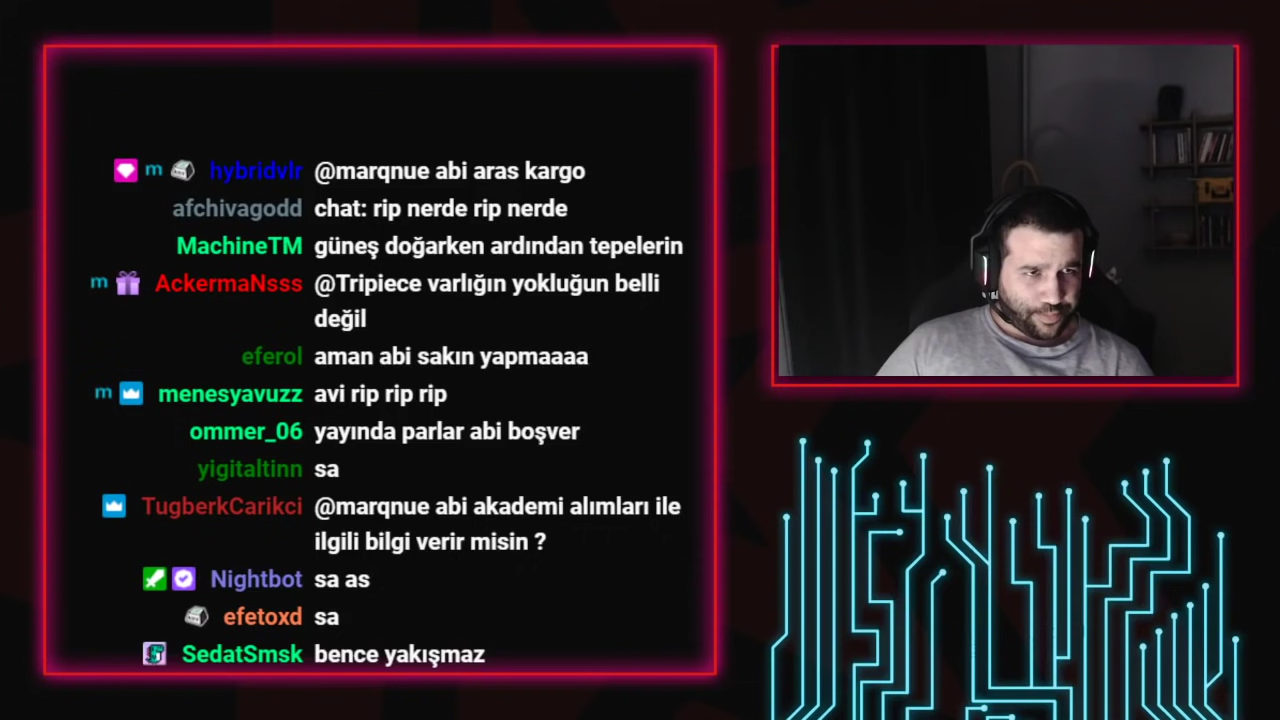 m hybridvlr @marqnue abi aras kargo
afchivagodd chat: rip nerde rip nerde
MachineTM güneş doğarken ardından tepelerin
m AckermaNsss @Tripiece varlığın yokluğun belli
değil
eferol aman abi sakın yapmaaaa
m menesyavuzz avi rip rip rip
ommer_06 yayında parlar abi boşver
yigitaltinn sa
TugberkCarikci @marqnue abi akademi alımları ile
ilgili bilgi verir misin ?
Nightbot sa as
efetoxd sa
SedatSmsk bence yakışmaz